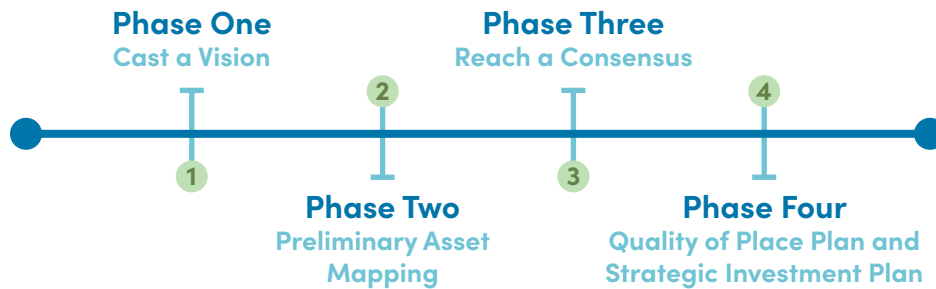 Phase One
Cast a Vision
1
2
Phase Two
Preliminary Asset
Mapping
Phase Three
Reach a Consensus
3
4
Phase Four
Quality of Place Plan and
Strategic Investment Plan